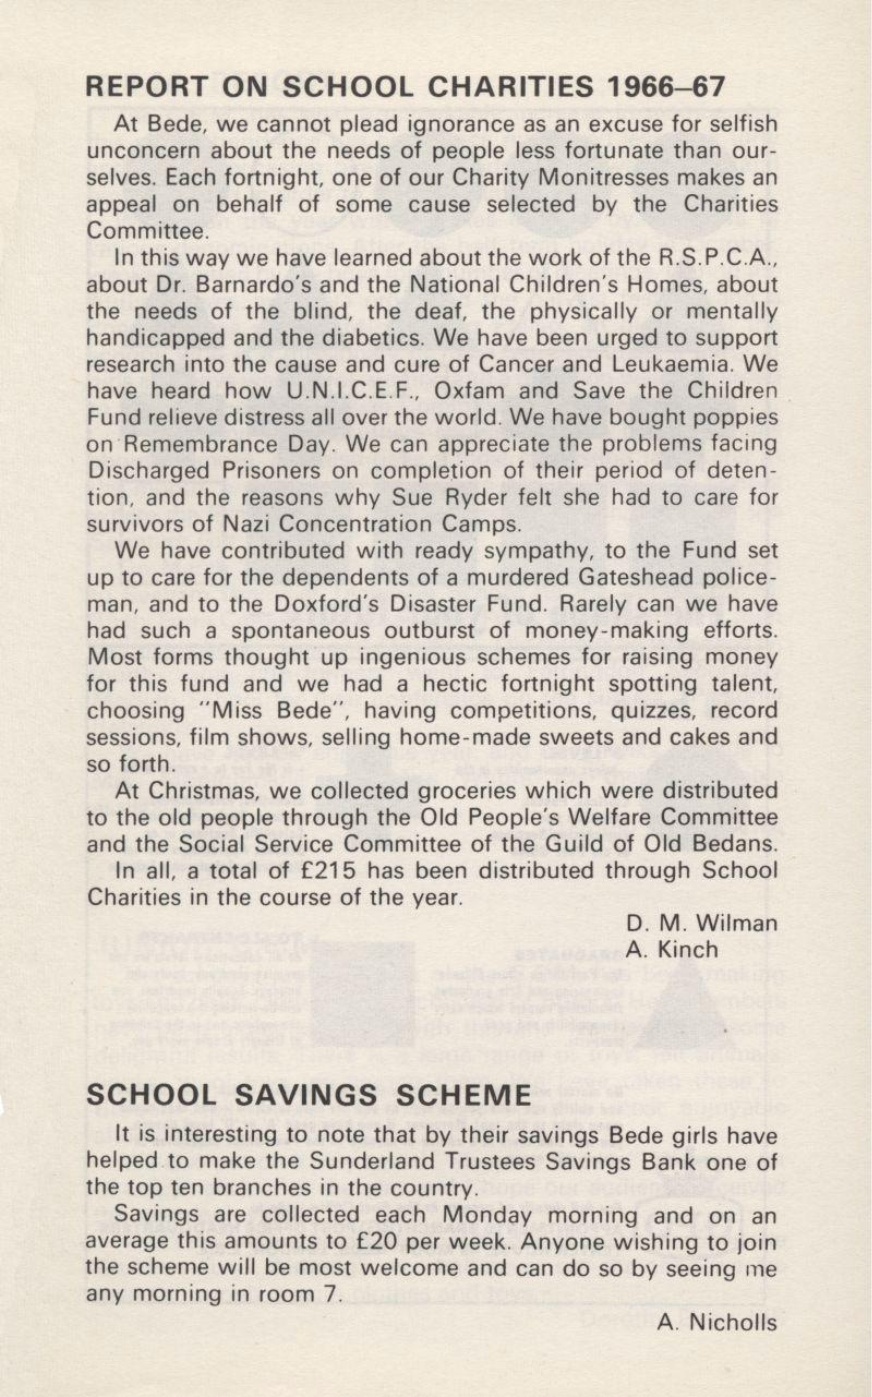 REPORT ON SCHOOL CHARITIES 1966–67
At Bede, we cannot plead ignorance as an excuse for selfish
unconcern about the needs of people less fortunate than our-
selves. Each fortnight, one of our Charity Monitresses makes an
appeal on behalf of some cause selected by the Charities
Committee.
In this way we have learned about the work of the R.S.P.C.A.,
about Dr. Barnardo's and the National Children's Homes, about
the needs of the blind, the deaf, the physically or mentally
handicapped and the diabetics. We have been urged to support
research into the cause and cure of Cancer and Leukaemia. We
have heard how U.N.I.C.E.F., Oxfam and Save the Children
Fund relieve distress all over the world. We have bought poppies
on Remembrance Day. We can appreciate the problems facing
Discharged Prisoners on completion of their period of deten-
tion, and the reasons why Sue Ryder felt she had to care for
survivors of Nazi Concentration Camps.
We have contributed with ready sympathy, to the Fund set
up to care for the dependents of a murdered Gateshead police-
man, and to the Doxford's Disaster Fund. Rarely can we have
had such a spontaneous outburst of money-making efforts.
Most forms thought up ingenious schemes for raising money
for this fund and we had a hectic fortnight spotting talent,
choosing "Miss Bede", having competitions, quizzes, record
sessions, film shows, selling home-made sweets and cakes and
so forth.
At Christmas, we collected groceries which were distributed
to the old people through the Old People's Welfare Committee
and the Social Service Committee of the Guild of Old Bedans.
In all, a total of £215 has been distributed through School
Charities in the course of the year.
D. M. Wilman
A. Kinch
SCHOOL SAVINGS SCHEME
It is interesting to note that by their savings Bede girls have
helped to make the Sunderland Trustees Savings Bank one of
the top ten branches in the country.
Savings are collected each Monday morning and on an
average this amounts to £20 per week. Anyone wishing to join
the scheme will be most welcome and can do so by seeing me
any morning in room 7.
A. Nicholls